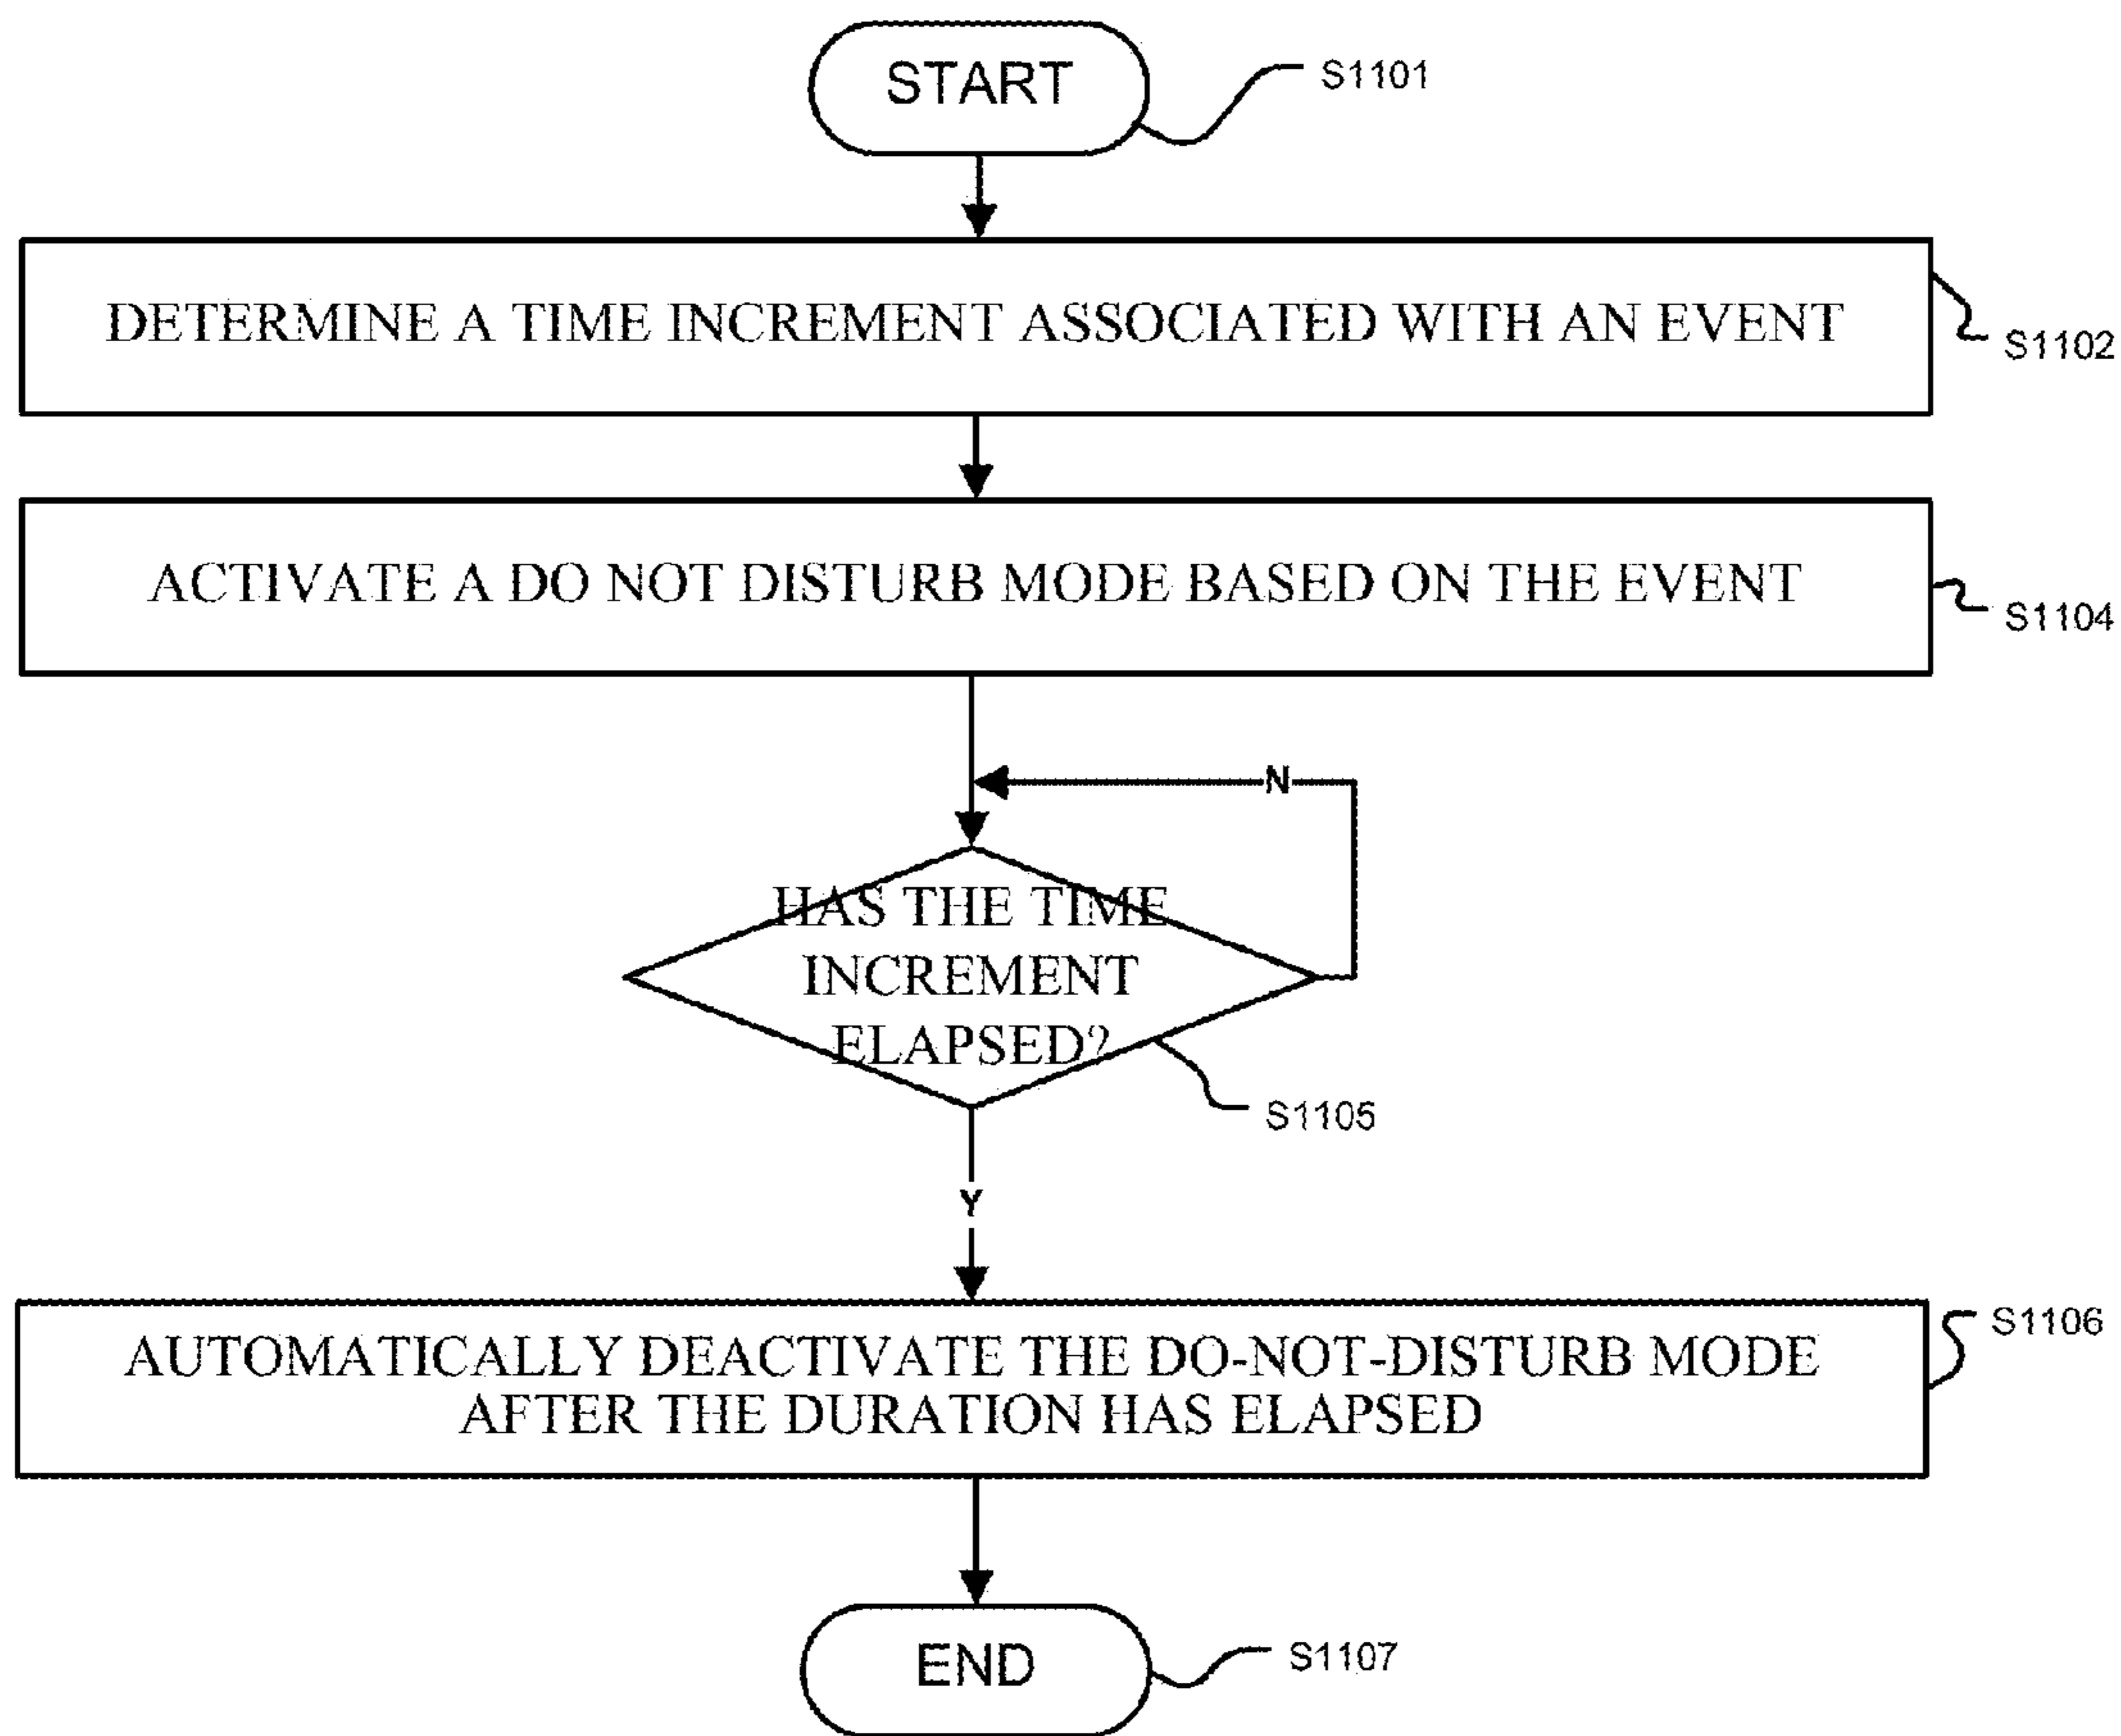 START
S1101
DETERMINE A TIME INCREMENT ASSOCIATED WITH AN EVENT
S1102
ACTIVATE A DO NOT DISTURB MODE BASED ON THE EVENT
S1104
N
HAS THE TIME
INCREMENT
ELAPSED?
S1105
Y
AUTOMATICALLY DEACTIVATE THE DO-NOT-DISTURB MODE
AFTER THE DURATION HAS ELAPSED
S1106
END
S1107